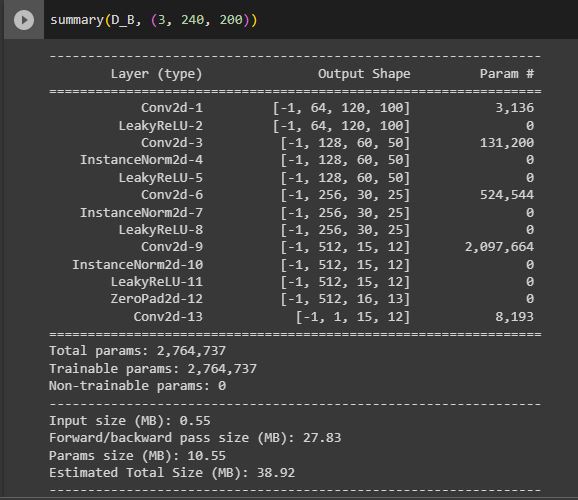 summary(D_B, (3, 240, 200))
----------------------------------------------------------------
        Layer (type)               Output Shape         Param #
================================================================
            Conv2d-1         [-1, 64, 120, 100]           3,136
         LeakyReLU-2         [-1, 64, 120, 100]               0
            Conv2d-3          [-1, 128, 60, 50]         131,200
    InstanceNorm2d-4          [-1, 128, 60, 50]               0
         LeakyReLU-5          [-1, 128, 60, 50]               0
            Conv2d-6          [-1, 256, 30, 25]         524,544
    InstanceNorm2d-7          [-1, 256, 30, 25]               0
         LeakyReLU-8          [-1, 256, 30, 25]               0
            Conv2d-9          [-1, 512, 15, 12]       2,097,664
   InstanceNorm2d-10          [-1, 512, 15, 12]               0
        LeakyReLU-11          [-1, 512, 15, 12]               0
        ZeroPad2d-12          [-1, 512, 16, 13]               0
           Conv2d-13            [-1, 1, 15, 12]           8,193
================================================================
Total params: 2,764,737
Trainable params: 2,764,737
Non-trainable params: 0
----------------------------------------------------------------
Input size (MB): 0.55
Forward/backward pass size (MB): 27.83
Params size (MB): 10.55
Estimated Total Size (MB): 38.92
----------------------------------------------------------------